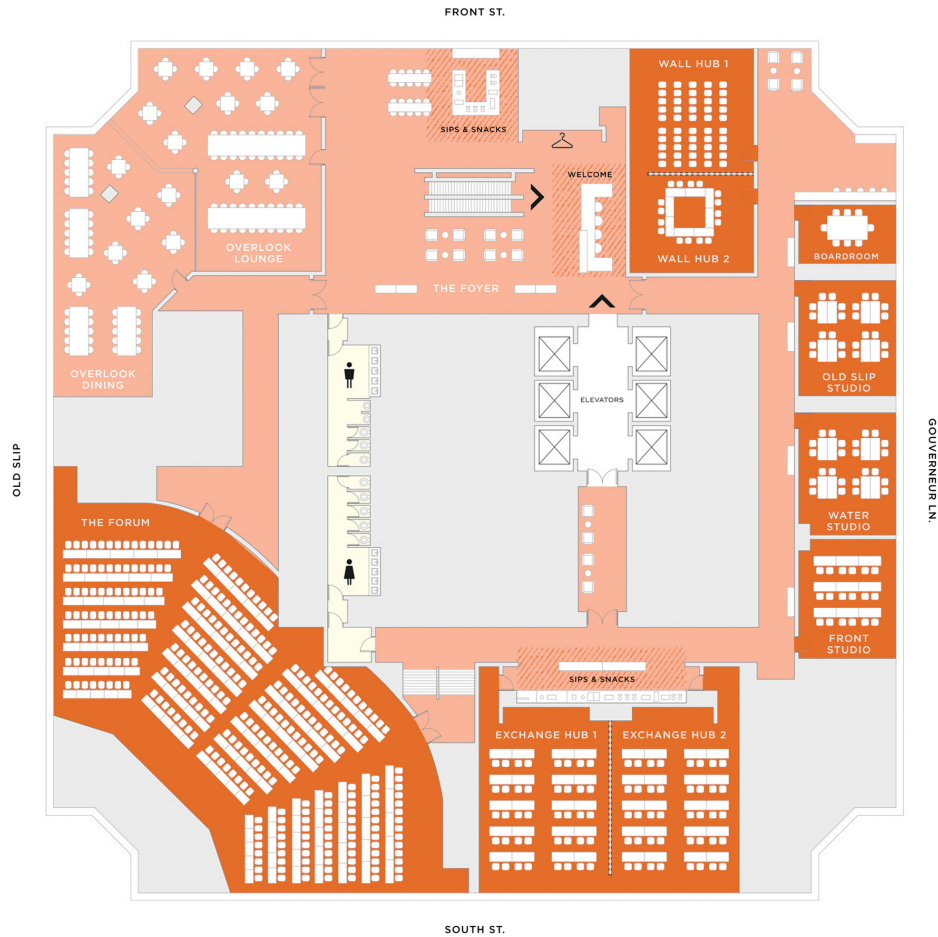 FRONT ST.
WALL HUB 1
SIPS & SNACKS
WELCOME
OVERLOOK
LOUNGE
WALL HUB 2
BOARDROOM
THE FOYER
OVERLOOK
DINING
OLD SLIP
STUDIO
ELEVATORS
OLD SLIP
GOUVERNEUR LN.
THE FORUM
WATER
STUDIO
FRONT
STUDIO
SIPS & SNACKS
EXCHANGE HUB 1
EXCHANGE HUB 2
SOUTH ST.